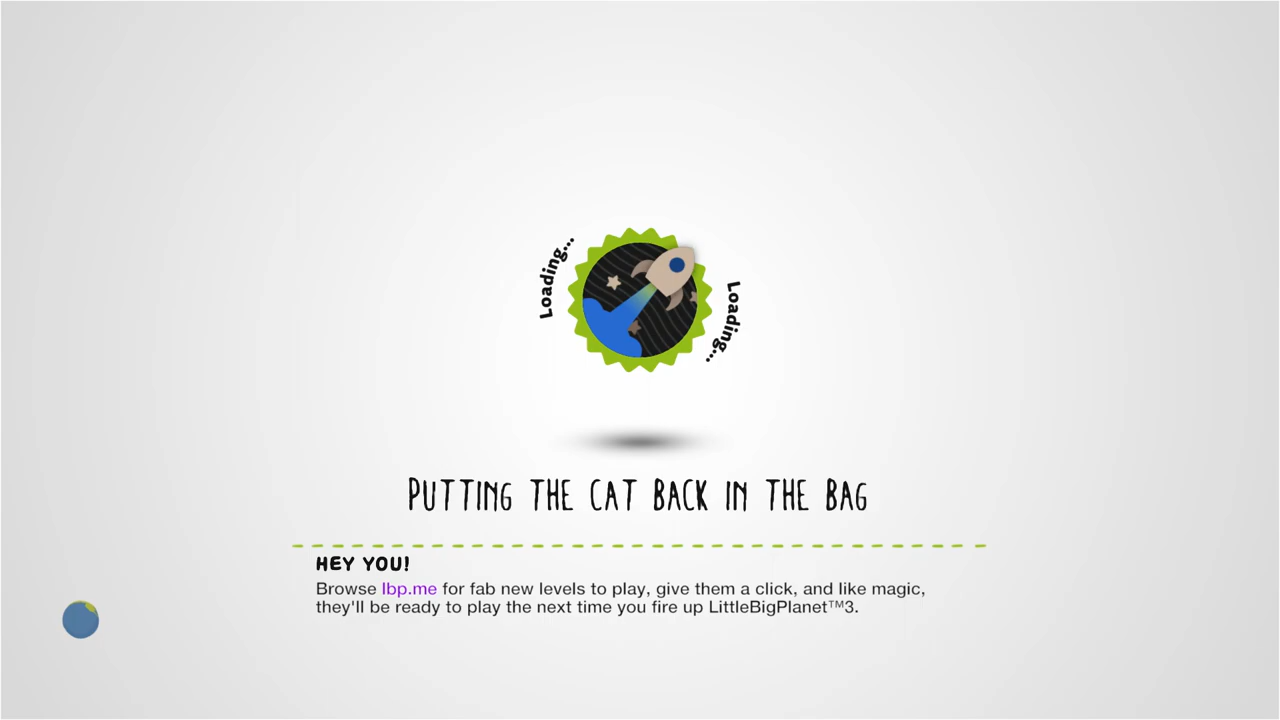 Loading...
Loading...
PUTTING THE CAT BACK IN THE BAG
HEY YOU!
Browse lbp.me for fab new levels to play, give them a click, and like magic,
they'll be ready to play the next time you fire up LittleBigPlanet™3.